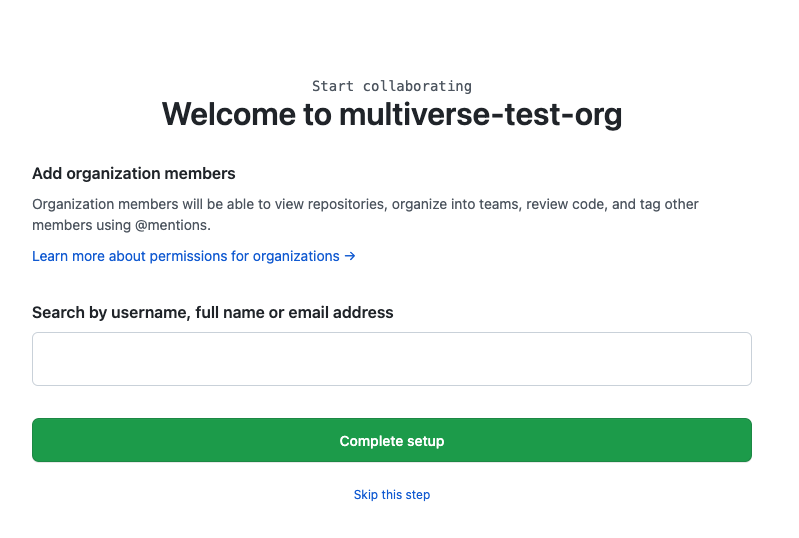 Start collaborating
Welcome to multiverse-test-org
Add organization members
Organization members will be able to view repositories, organize into teams, review code, and tag other
members using @mentions.
Learn more about permissions for organizations →
Search by username, full name or email address
Complete setup
Skip this step